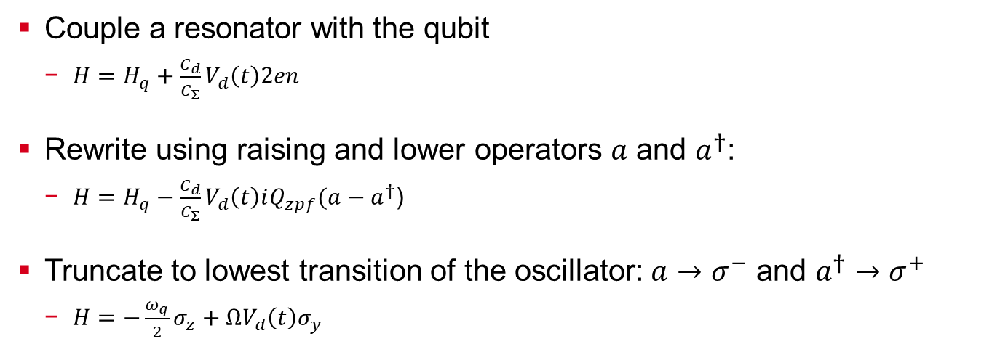 ▪ Couple a resonator with the qubit
− $H = H_q + \frac{C_d}{C_\Sigma} V_d(t) 2en$
▪ Rewrite using raising and lower operators $a$ and $a^\dagger$:
− $H = H_q - \frac{C_d}{C_\Sigma} V_d(t) i Q_{zpf} (a - a^\dagger)$
▪ Truncate to lowest transition of the oscillator: $a \rightarrow \sigma^-$ and $a^\dagger \rightarrow \sigma^+$
− $H = -\frac{\omega_q}{2} \sigma_z + \Omega V_d(t) \sigma_y$